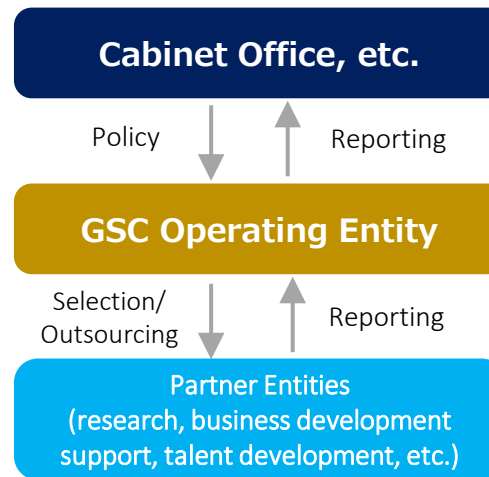 Cabinet Office, etc.
Policy
Reporting
GSC Operating Entity
Selection/
Outsourcing
Reporting
Partner Entities
(research, business development
support, talent development, etc.)